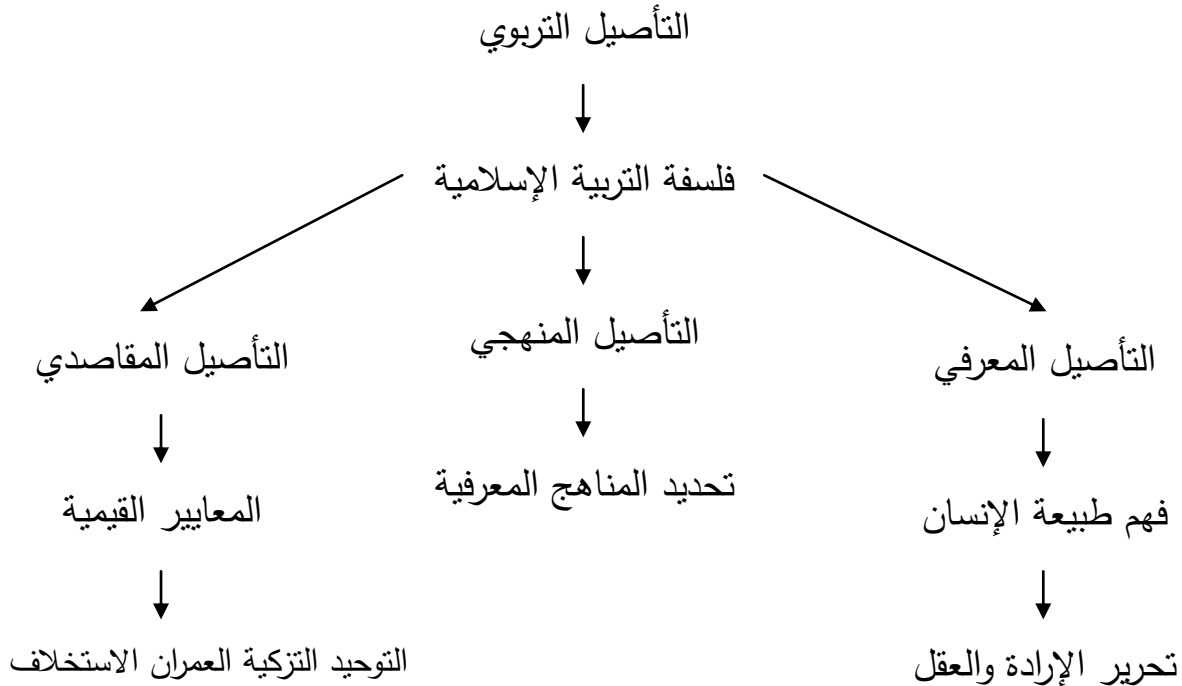 التأصيل التربوي
فلسفة التربية الإسلامية
التأصيل المعرفي
التأصيل المنهجي
التأصيل المقاصدي
فهم طبيعة الإنسان
تحديد المناهج المعرفية
المعايير القيمية
تحرير الإرادة والعقل
التوحيد التزكية العمران الاستخلاف